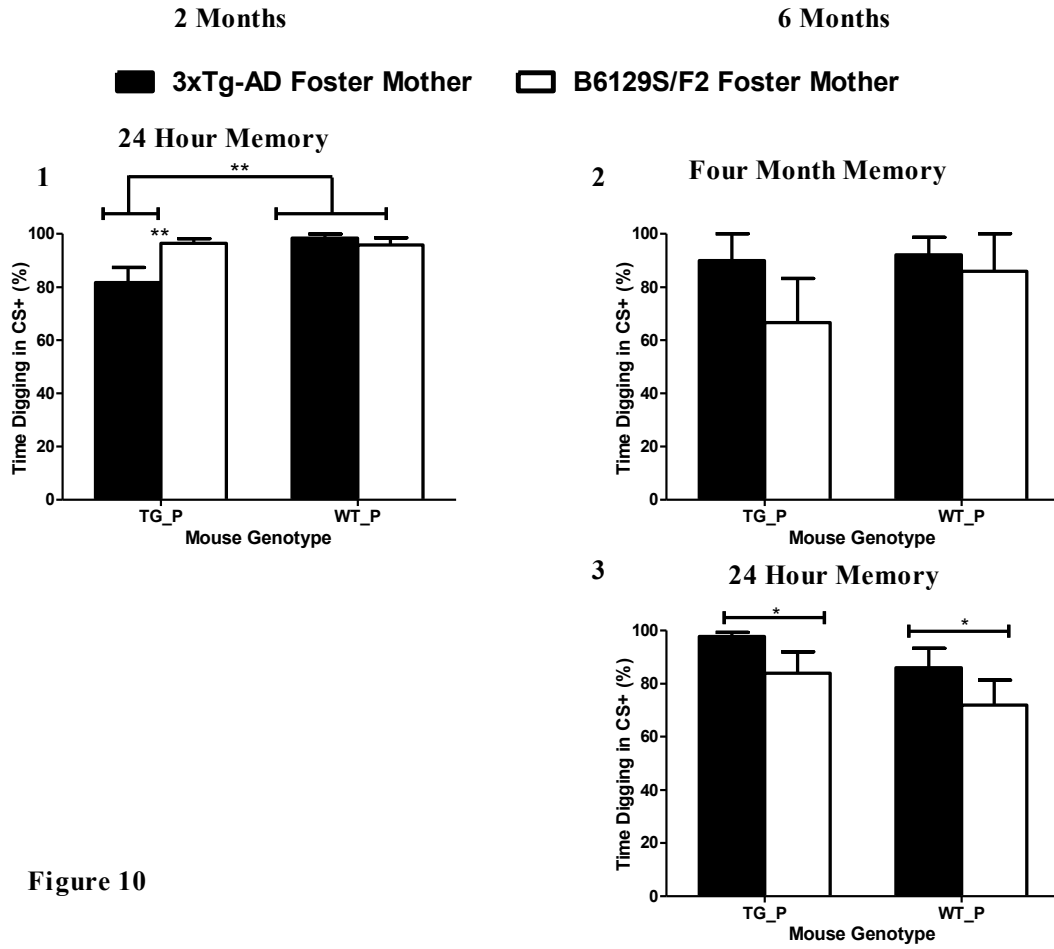 2 Months
6 Months
3xTg-AD Foster Mother
B6129S/F2 Foster Mother
24 Hour Memory
1
**
**
100
80
60
40
20
0
Time Digging in CS+ (%)
TG_P
WT_P
Mouse Genotype
2
Four Month Memory
100
80
60
40
20
0
Time Digging in CS+ (%)
TG_P
WT_P
Mouse Genotype
3
24 Hour Memory
*
*
100
80
60
40
20
0
Time Digging in CS+ (%)
TG_P
WT_P
Mouse Genotype
Figure 10